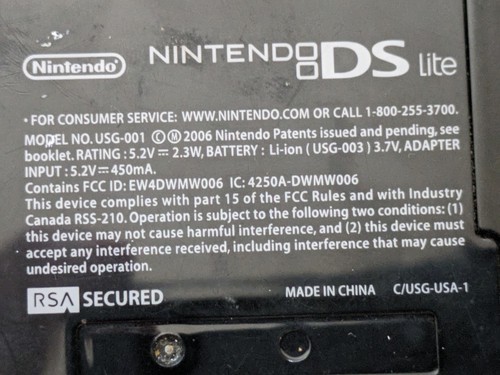 Nintendo®
NINTENDO DS Lite
• FOR CONSUMER SERVICE: WWW.NINTENDO.COM OR CALL 1-800-255-3700.
MODEL NO. USG-001 ⒸⓂ 2006 Nintendo Patents issued and pending, see
booklet. RATING : 5.2V⎓ 2.3W, BATTERY : Li-ion ( USG-003 ) 3.7V, ADAPTER
INPUT : 5.2V⎓ 450mA.
Contains FCC ID: EW4DWMW006 IC: 4250A-DWMW006
This device complies with part 15 of the FCC Rules and with Industry
Canada RSS-210. Operation is subject to the following two conditions: (1)
this device may not cause harmful interference, and (2) this device must
accept any interference received, including interference that may cause
undesired operation.
RSA SECURED MADE IN CHINA C/USG-USA-1